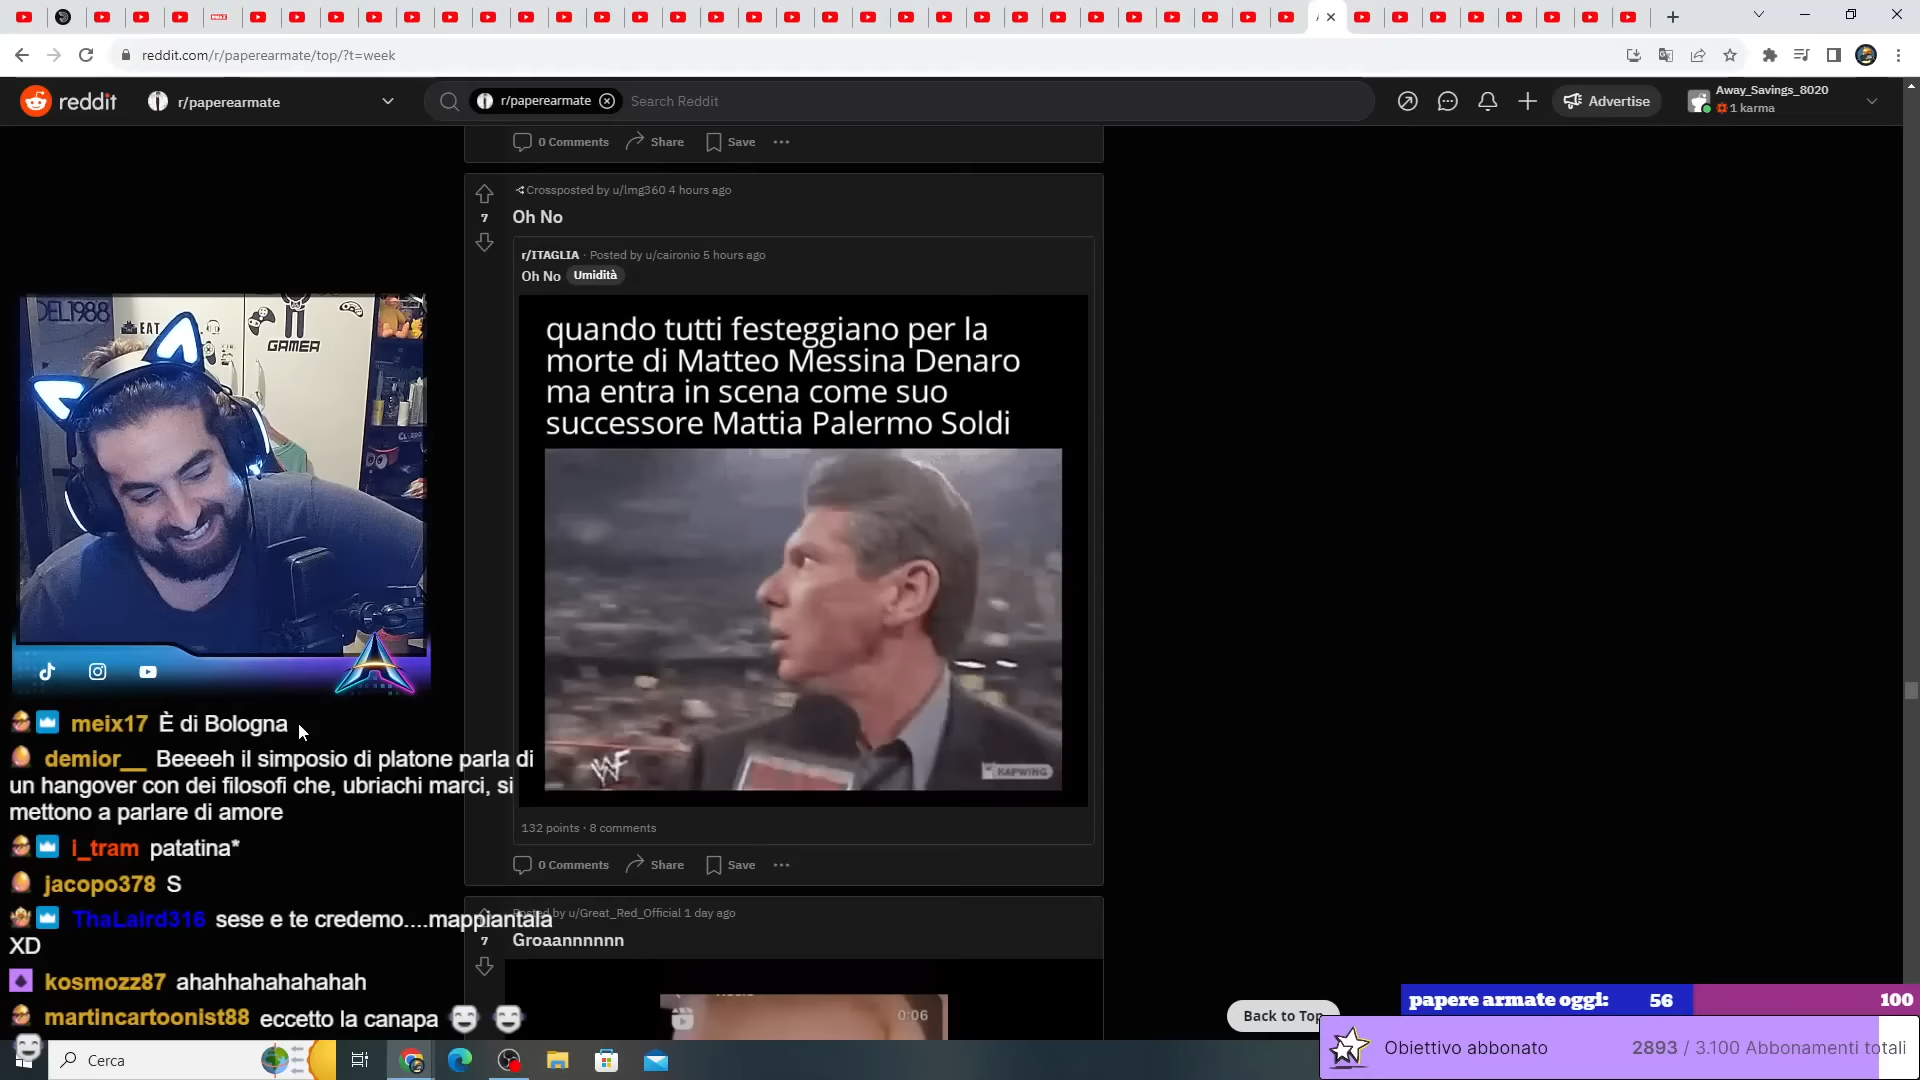 reddit.com/r/paperearmate/top/?t=week
reddit
r/paperearmate
r/paperearmate
Search Reddit
Advertise
Away_Savings_8020
1 karma
0 Comments
Share
Save
Crossposted by u/lmg360 4 hours ago
7
Oh No
r/ITAGLIA · Posted by u/caironio 5 hours ago
Oh No
Umidità
quando tutti festeggiano per la
morte di Matteo Messina Denaro
ma entra in scena come suo
successore Mattia Palermo Soldi
KAPWING
132 points · 8 comments
0 Comments
Share
Save
Posted by u/Great_Red_Official 1 day ago
7
Groaannnnnn
0:06
Back to Top
DEL1988
EAT
GAMER
meix17 È di Bologna
demior__ Beeeeh il simposio di platone parla di
un hangover con dei filosofi che, ubriachi marci, si
mettono a parlare di amore
i_tram patatina*
jacopo378 S
ThaLaird316 sese e te credemo....mappiantala
XD
kosmozz87 ahahhahahahahah
martincartoonist88 eccetto la canapa
papere armate oggi: 56
100
Obiettivo abbonato
2893 / 3.100 Abbonamenti totali
Cerca